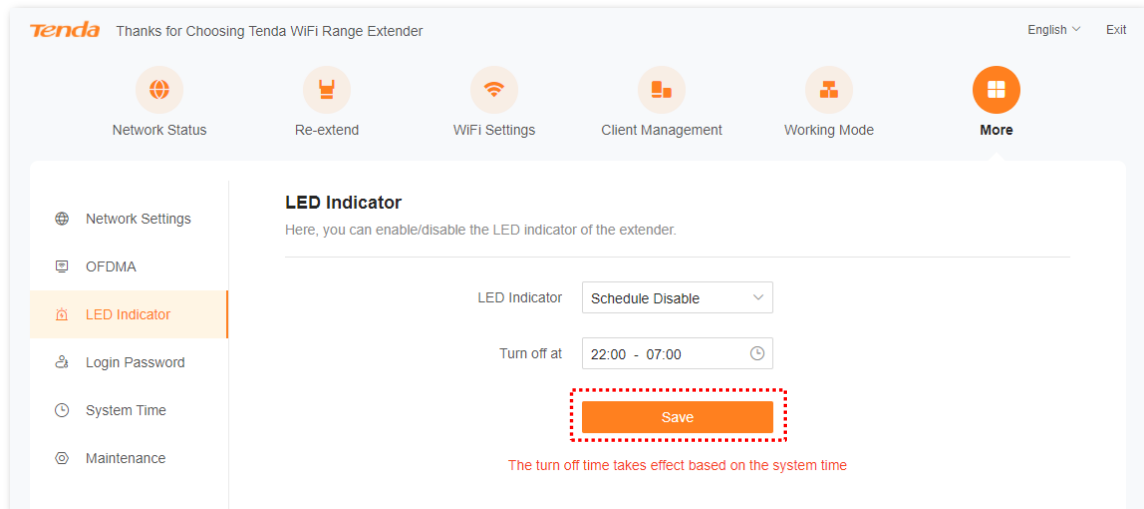 Tenda Thanks for Choosing Tenda WiFi Range Extender English Exit
Network Status Re-extend WiFi Settings Client Management Working Mode More
Network Settings
OFDMA
LED Indicator
Login Password
System Time
Maintenance
LED Indicator
Here, you can enable/disable the LED indicator of the extender.
LED Indicator Schedule Disable
Turn off at 22:00 - 07:00
Save
The turn off time takes effect based on the system time